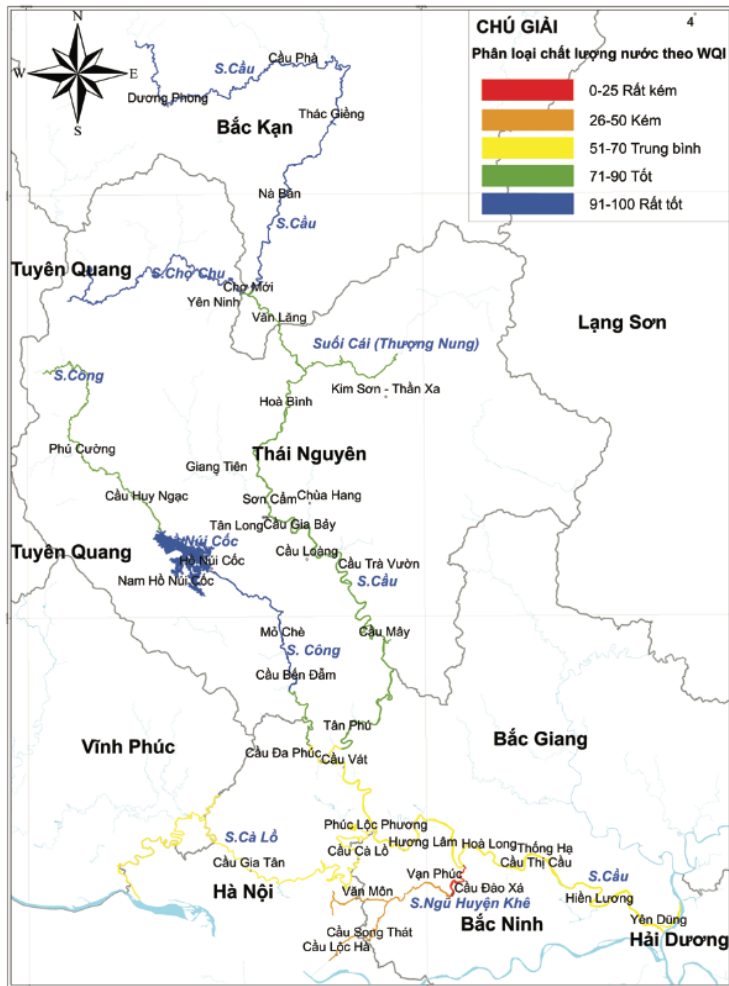 4
CHÚ GIẢI
Phân loại chất lượng nước theo WQI
0-25 Rất kém
26-50 Kém
51-70 Trung bình
71-90 Tốt
91-100 Rất tốt
N
W
E
S
S.Cầu
Cầu Phà
Dương Phong
Thác Giềng
Bắc Kạn
Nà Bản
S.Cầu
Tuyên Quang
S.Chợ Chu
Chợ Mới
Yên Ninh
Văn Lăng
Lạng Sơn
Suối Cái (Thượng Nung)
S.Công
Kim Sơn - Thần Xa
Hoà Bình
Phú Cường
Thái Nguyên
Giang Tiên
Cầu Huy Ngạc
Sơn Cẩm
Chùa Hang
Tân Long
Cầu Gia Bảy
Núi Cốc
Tuyên Quang
Cầu Loàng
Hồ Núi Cốc
Cầu Trà Vườn
Nam Hồ Núi Cốc
S.Cầu
Mỏ Chè
Cầu Mây
S. Công
Cầu Bến Đẫm
Tân Phú
Bắc Giang
Vĩnh Phúc
Cầu Đa Phúc
Cầu Vát
Phúc Lộc Phương
S.Cà Lồ
Hương Lâm
Hoà Long
Thống Hạ
Cầu Cà Lồ
Cầu Gia Tân
Cầu Thị Cầu
Vạn Phúc
S.Cầu
Hà Nội
Văn Môn
Cầu Đào Xá
Hiền Lương
S.Ngũ Huyện Khê
Bắc Ninh
Yên Dũng
Cầu Song Thát
Hải Dương
Cầu Lộc Hà